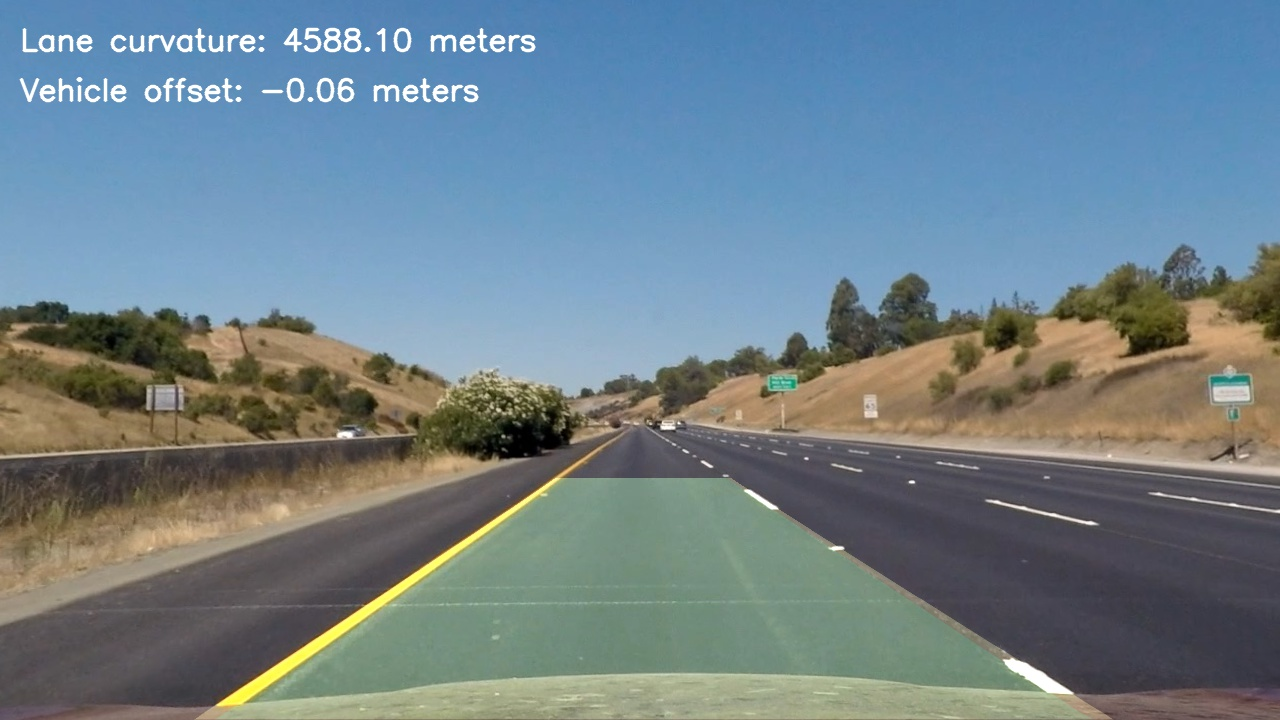 Lane curvature: 4588.10 meters
Vehicle offset: −0.06 meters